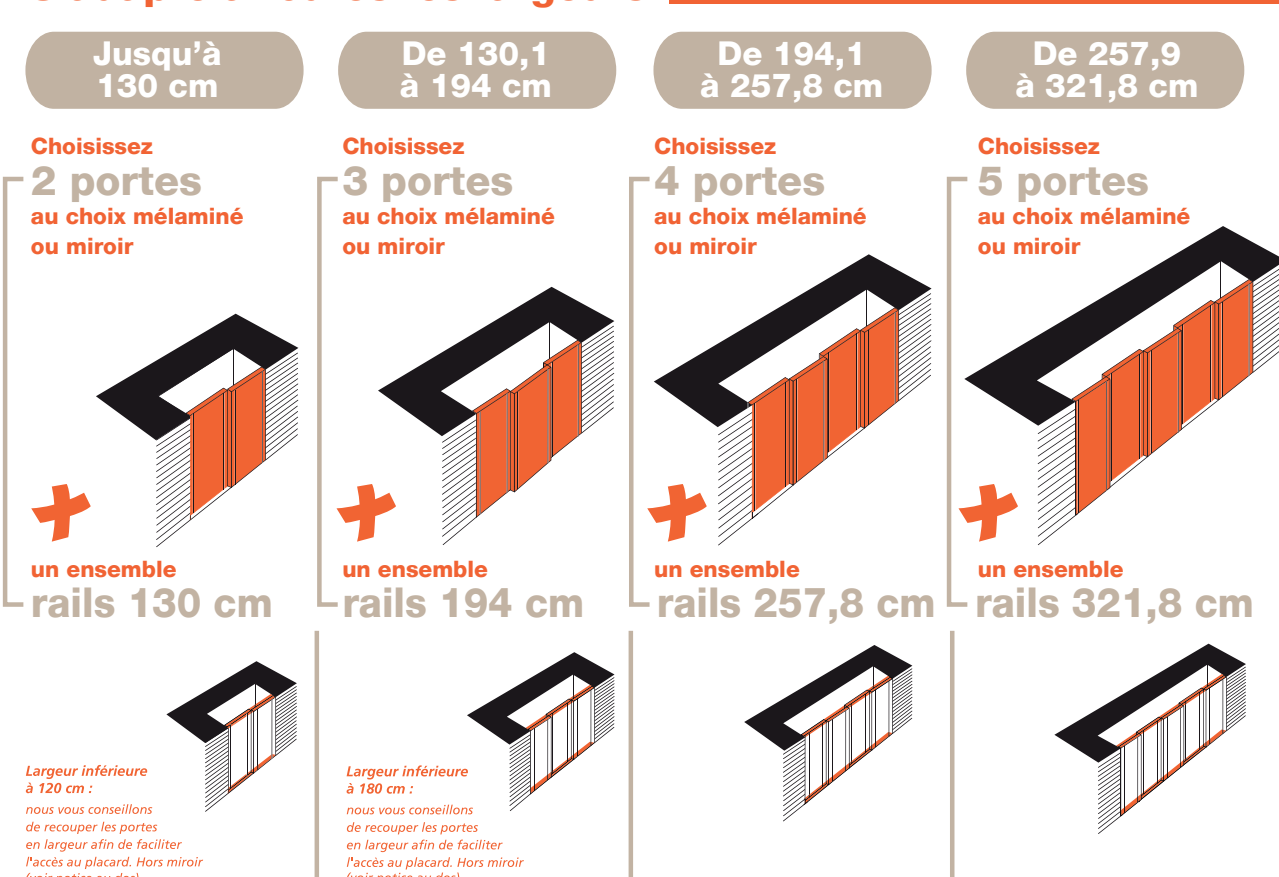 Jusqu'à
130 cm
Choisissez
2 portes
au choix mélaminé
ou miroir
un ensemble
rails 130 cm
Largeur inférieure
à 120 cm :
nous vous conseillons
de recouper les portes
en largeur afin de faciliter
l'accès au placard. Hors miroir
De 130,1
à 194 cm
Choisissez
3 portes
au choix mélaminé
ou miroir
un ensemble
rails 194 cm
Largeur inférieure
à 180 cm :
nous vous conseillons
de recouper les portes
en largeur afin de faciliter
l'accès au placard. Hors miroir
De 194,1
à 257,8 cm
Choisissez
4 portes
au choix mélaminé
ou miroir
un ensemble
rails 257,8 cm
De 257,9
à 321,8 cm
Choisissez
5 portes
au choix mélaminé
ou miroir
un ensemble
rails 321,8 cm